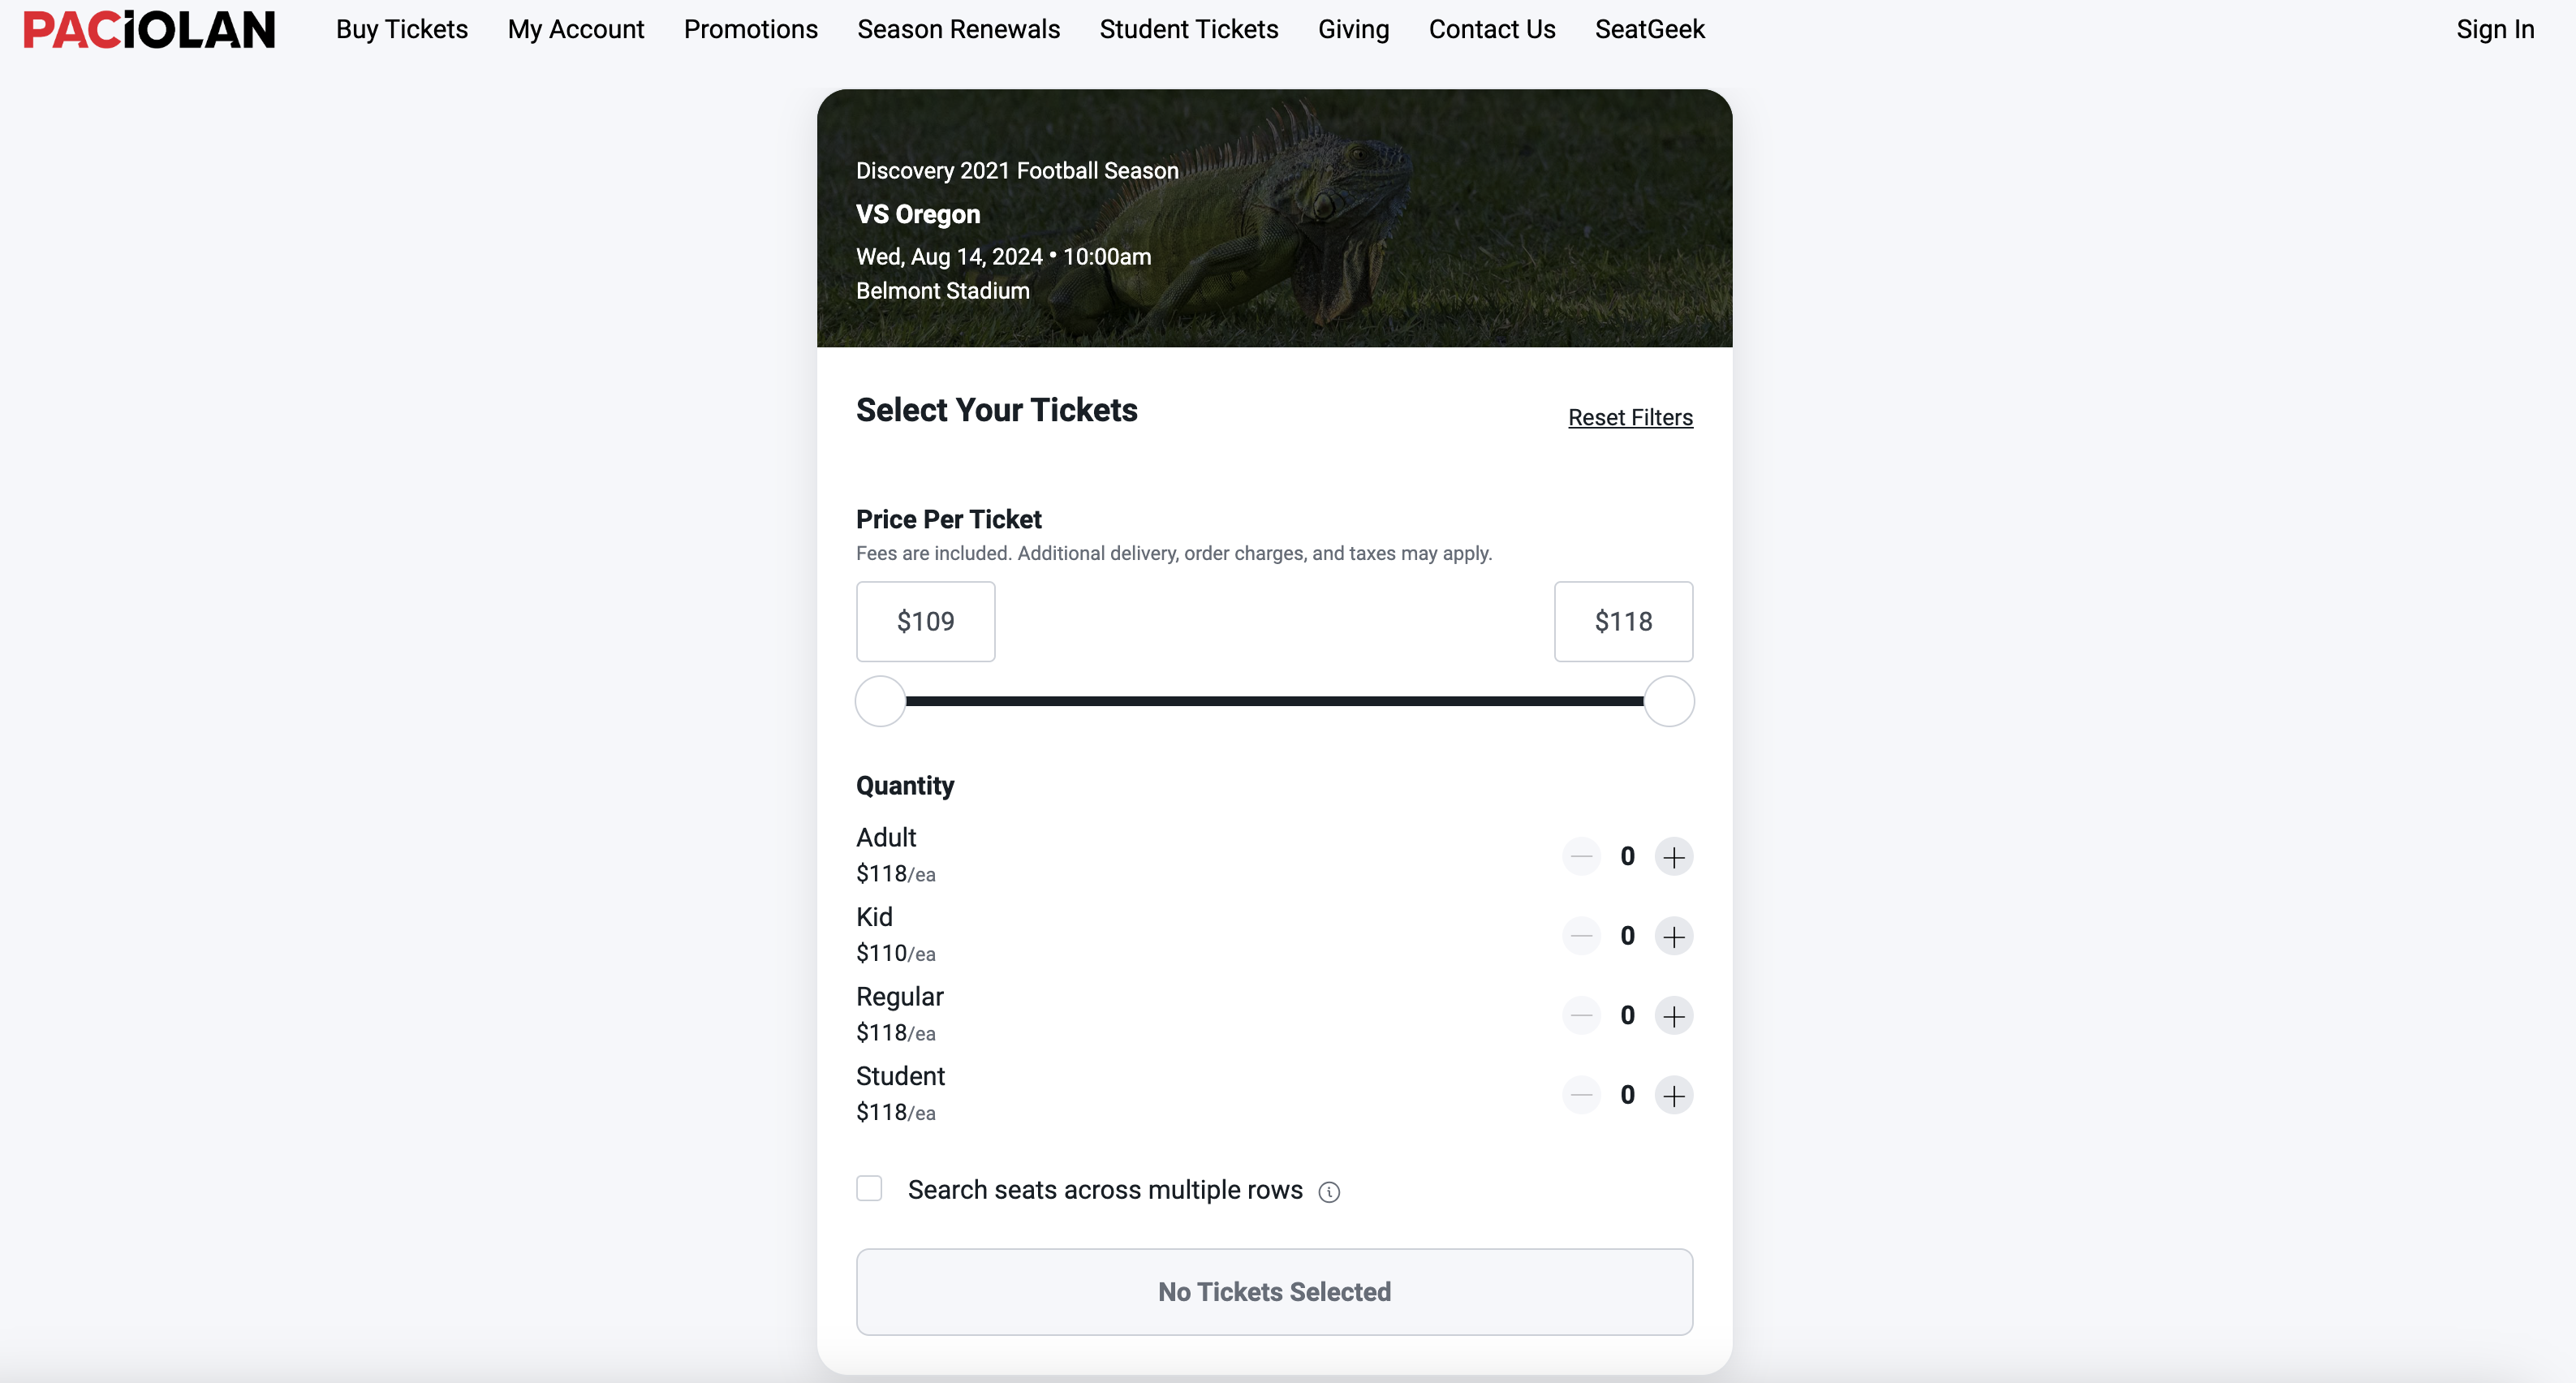 PACiOLAN
Buy Tickets
My Account
Promotions
Season Renewals
Student Tickets
Giving
Contact Us
SeatGeek
Sign In
Discovery 2021 Football Season
VS Oregon
Wed, Aug 14, 2024 • 10:00am
Belmont Stadium
Select Your Tickets
Reset Filters
Price Per Ticket
Fees are included. Additional delivery, order charges, and taxes may apply.
$109
$118
Quantity
Adult
$118/ea
0
Kid
$110/ea
0
Regular
$118/ea
0
Student
$118/ea
0
Search seats across multiple rows
No Tickets Selected